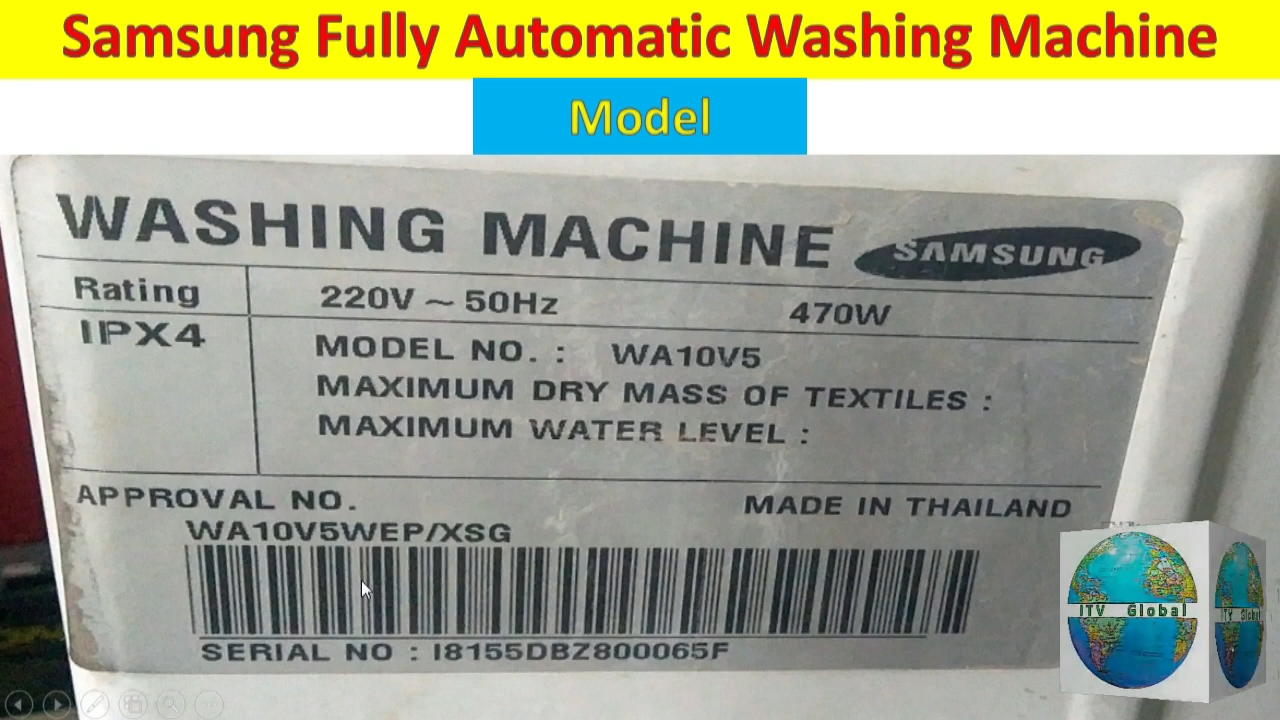 Samsung Fully Automatic Washing Machine
Model
WASHING MACHINE SAMSUNG
Rating 220V ~ 50Hz 470W
IPX4 MODEL NO. : WA10V5
MAXIMUM DRY MASS OF TEXTILES :
MAXIMUM WATER LEVEL :
APPROVAL NO. MADE IN THAILAND
WA10V5WEP/XSG
SERIAL NO : I8155DBZ800065F
ITV Global
ITV Global